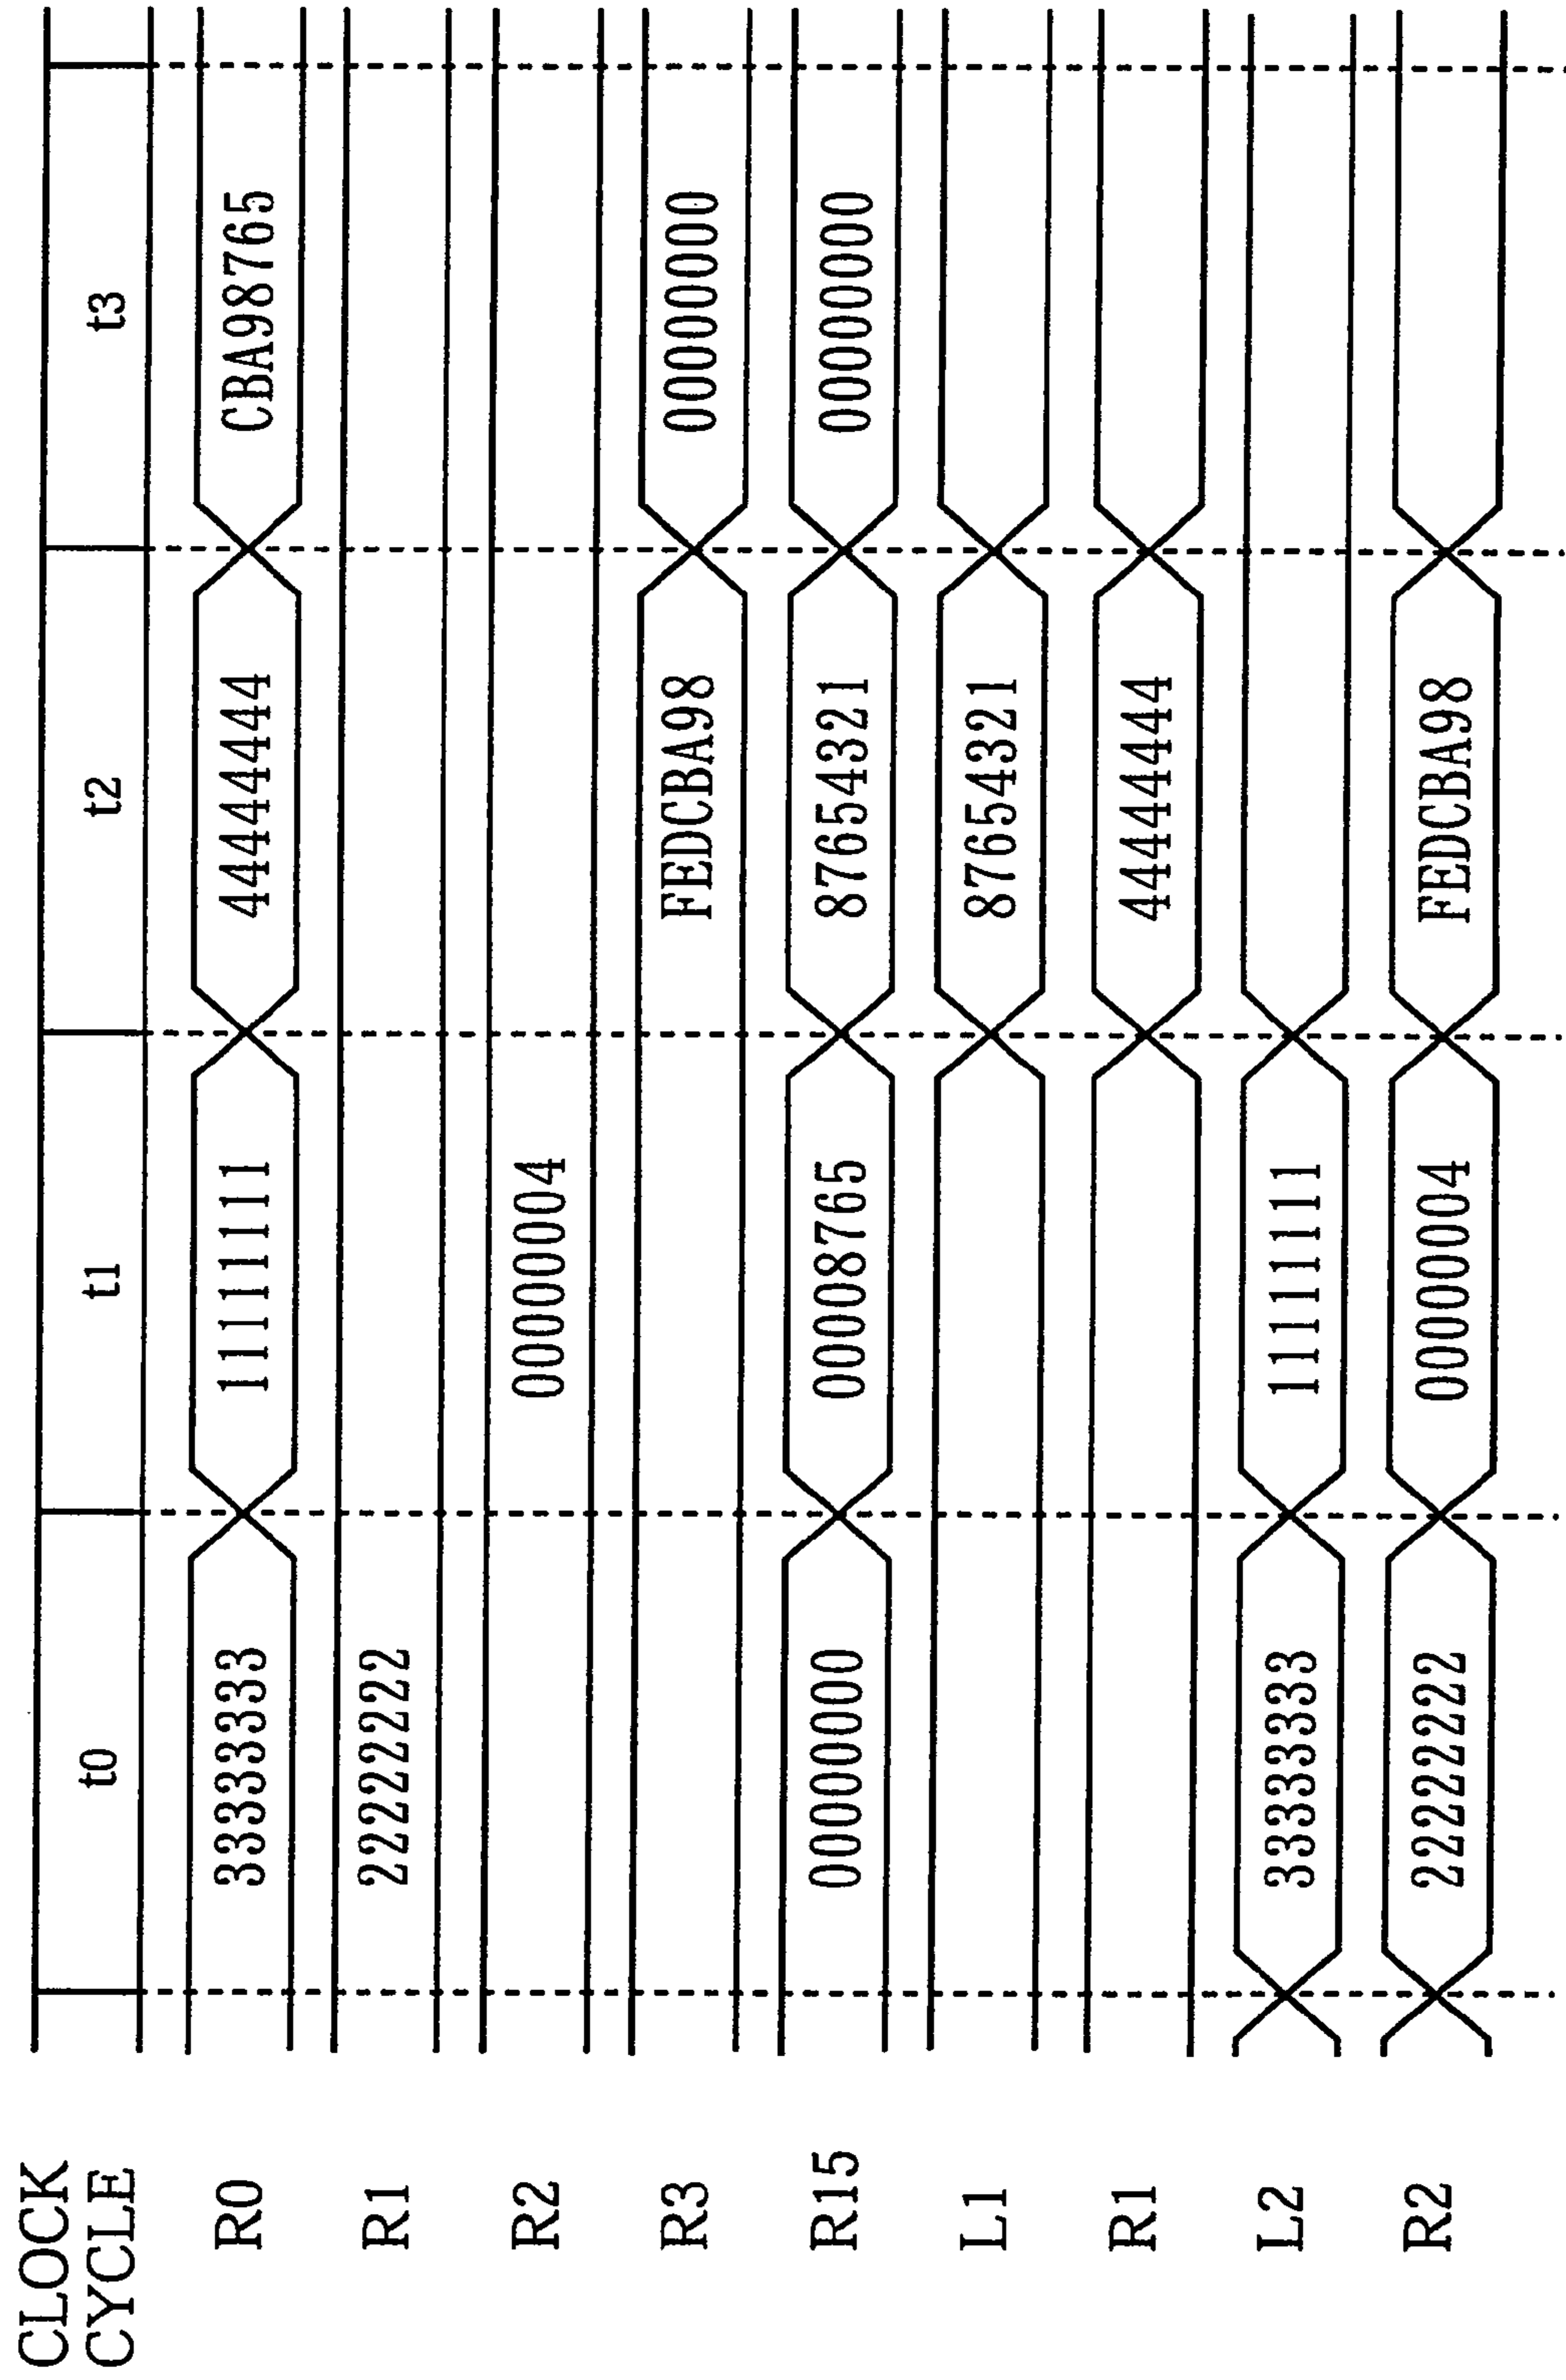 CLOCK
CYCLE t0 t1 t2 t3
R0 33333333 11111111 44444444 CBA98765
R1 22222222
R2 00000004
R3 FEDCBA98 00000000
R15 00000000 00008765 87654321 00000000
L1 87654321
R1 44444444
L2 33333333 11111111
R2 22222222 00000004 FEDCBA98